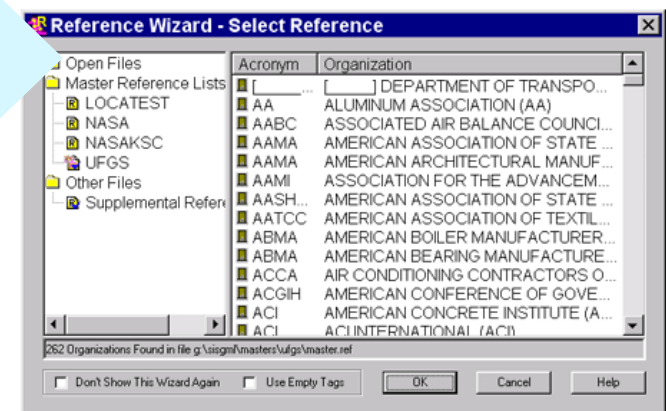 Reference Wizard - Select Reference
Open Files
Master Reference Lists
LOCATEST
NASA
NASAKSC
UFGS
Other Files
Supplemental Refere
Acronym Organization
[____... [_____] DEPARTMENT OF TRANSPO...
AA ALUMINUM ASSOCIATION (AA)
AABC ASSOCIATED AIR BALANCE COUNCI...
AAMA AMERICAN ASSOCIATION OF STATE ...
AAMA AMERICAN ARCHITECTURAL MANUF...
AAMI ASSOCIATION FOR THE ADVANCEM...
AASH... AMERICAN ASSOCIATION OF STATE ...
AATCC AMERICAN ASSOCIATION OF TEXTIL...
ABMA AMERICAN BOILER MANUFACTURER...
ABMA AMERICAN BEARING MANUFACTURE...
ACCA AIR CONDITIONING CONTRACTORS O...
ACGIH AMERICAN CONFERENCE OF GOVE...
ACI AMERICAN CONCRETE INSTITUTE (A...
ACI ACI INTERNATIONAL (ACI)
262 Organizations Found in file g:\sisgml\masters\ufgs\master.ref
Don't Show This Wizard Again Use Empty Tags OK Cancel Help